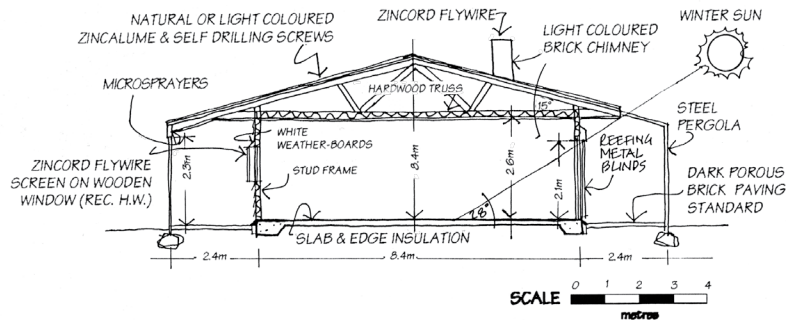 NATURAL OR LIGHT COLOURED
ZINCALUME & SELF DRILLING SCREWS
ZINCORD FLYWIRE
LIGHT COLOURED
BRICK CHIMNEY
WINTER SUN
MICROSPRAYERS
HARDWOOD TRUSS
15°
STEEL
PERGOLA
WHITE
WEATHER-BOARDS
REEFING
METAL
BLINDS
ZINCORD FLYWIRE
SCREEN ON WOODEN
WINDOW (REC. H.W.)
2.3m
STUD FRAME
8.4m
2.6m
2.1m
DARK POROUS
BRICK PAVING
STANDARD
28°
SLAB & EDGE INSULATION
2.4m
8.4m
2.4m
SCALE
0 1 2 3 4
metres